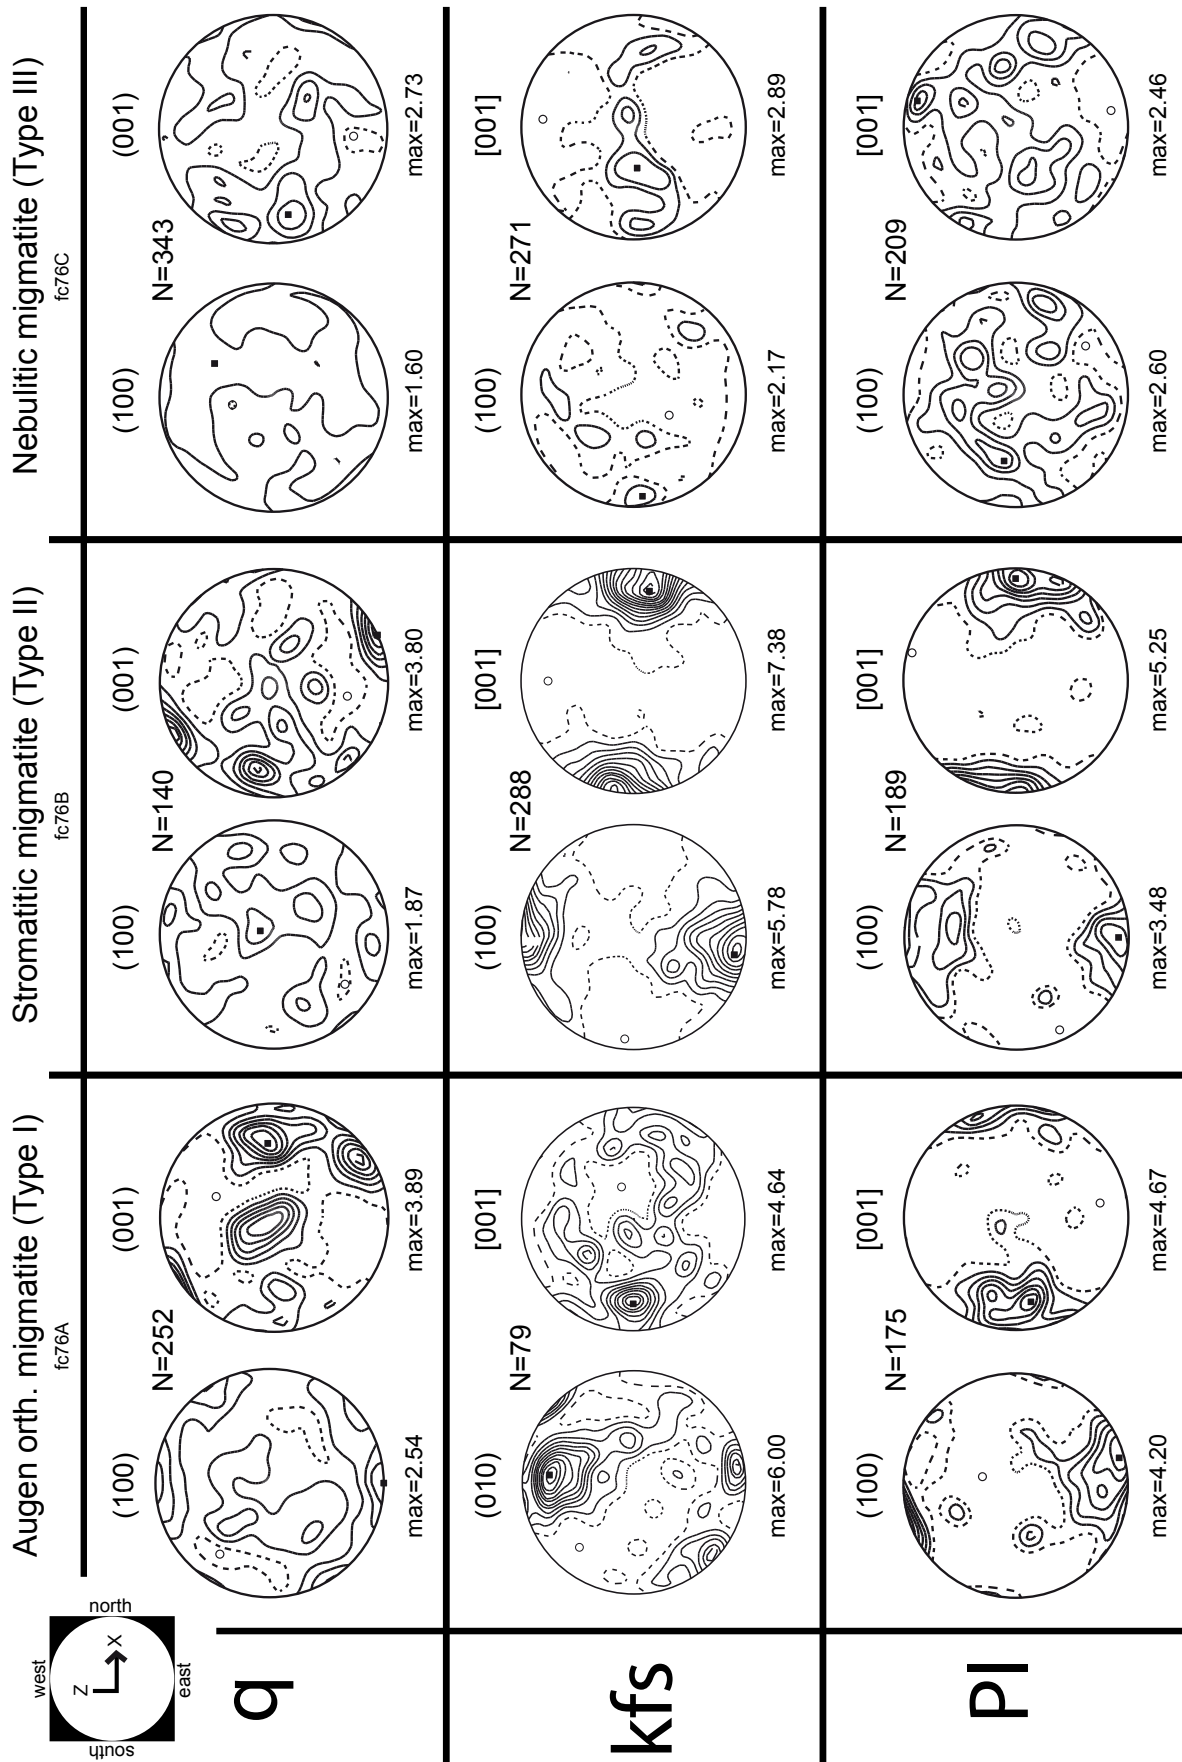 Augen orth. migmatite (Type I)
fc76A
Stromatitic migmatite (Type II)
fc76B
Nebulitic migmatite (Type III)
fc76C
west
north
east
south
Z
X
q
(100)
(001)
N=252
max=2.54
max=3.89
(100)
(001)
N=140
max=1.87
max=3.80
(100)
(001)
N=343
max=1.60
max=2.73
kfs
(010)
[001]
N=79
max=6.00
max=4.64
(100)
[001]
N=288
max=5.78
max=7.38
(100)
[001]
N=271
max=2.17
max=2.89
Pl
(100)
[001]
N=175
max=4.20
max=4.67
(100)
[001]
N=189
max=3.48
max=5.25
(100)
[001]
N=209
max=2.60
max=2.46